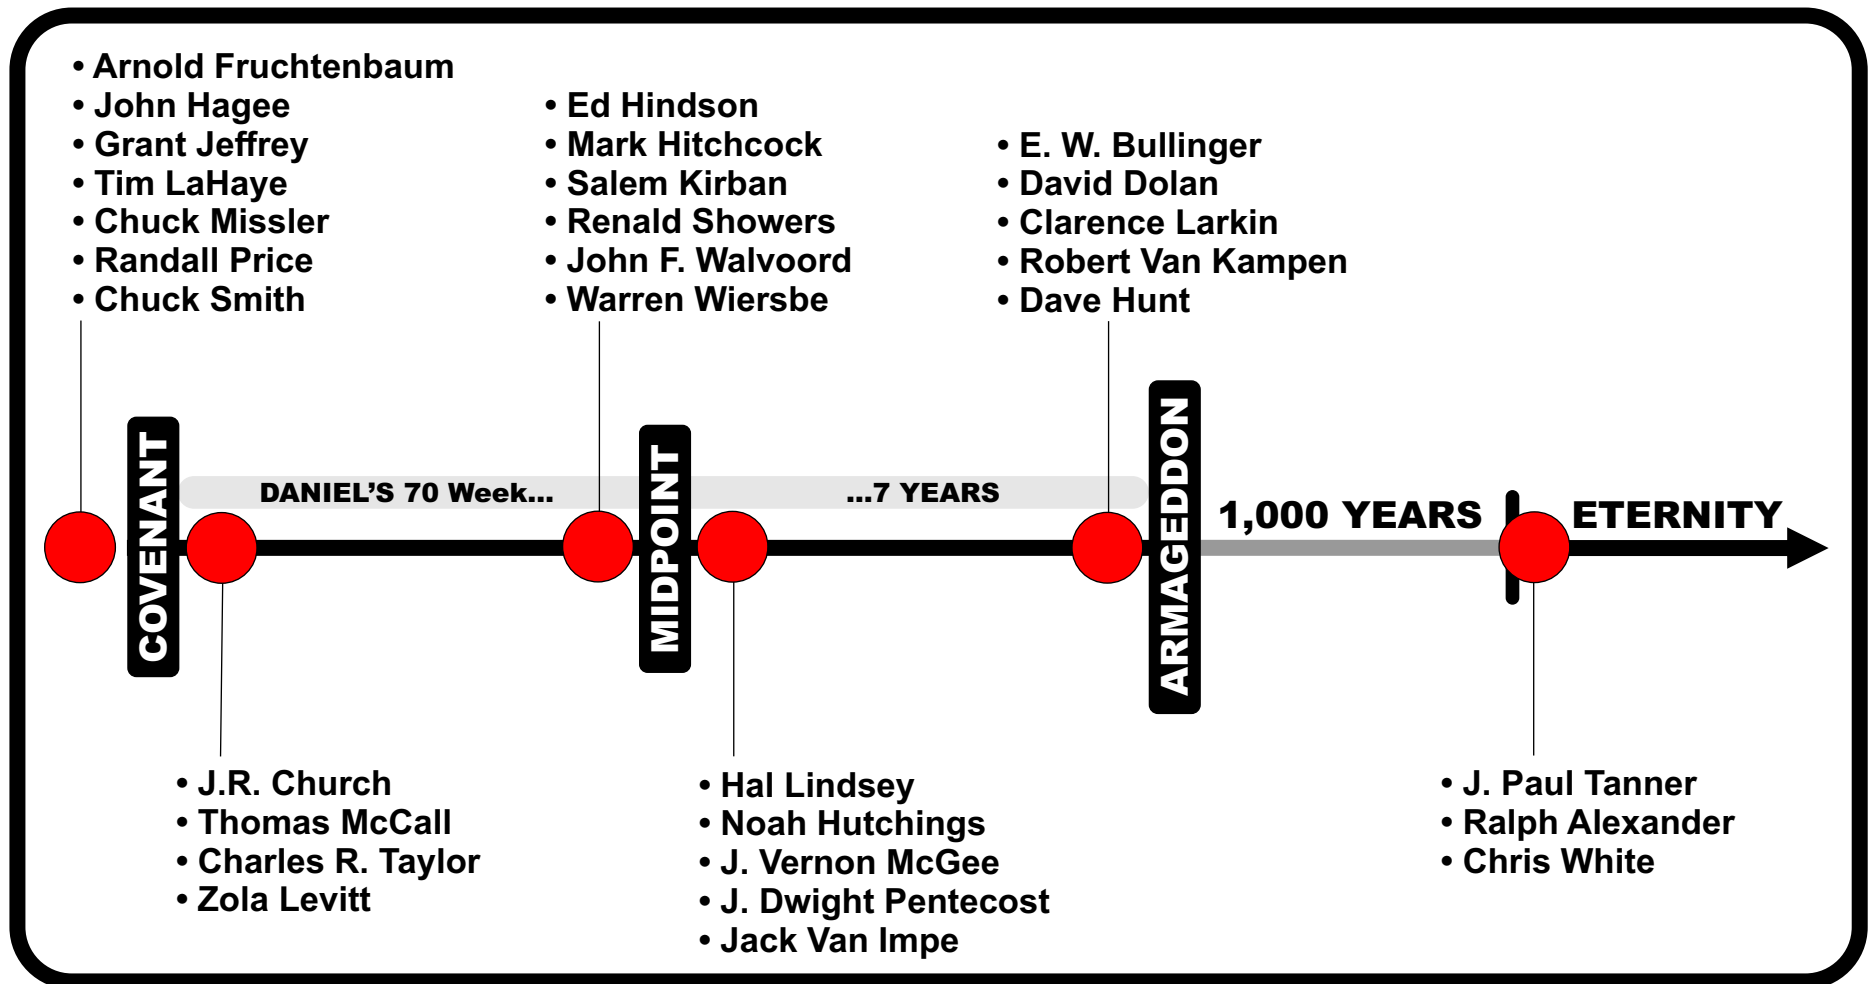 • Arnold Fruchtenbaum
• John Hagee
• Grant Jeffrey
• Tim LaHaye
• Chuck Missler
• Randall Price
• Chuck Smith
• Ed Hindson
• Mark Hitchcock
• Salem Kirban
• Renald Showers
• John F. Walvoord
• Warren Wiersbe
• E. W. Bullinger
• David Dolan
• Clarence Larkin
• Robert Van Kampen
• Dave Hunt
COVENANT
DANIEL'S 70 Week...
MIDPOINT
...7 YEARS
ARMAGEDDON
1,000 YEARS
ETERNITY
• J.R. Church
• Thomas McCall
• Charles R. Taylor
• Zola Levitt
• Hal Lindsey
• Noah Hutchings
• J. Vernon McGee
• J. Dwight Pentecost
• Jack Van Impe
• J. Paul Tanner
• Ralph Alexander
• Chris White